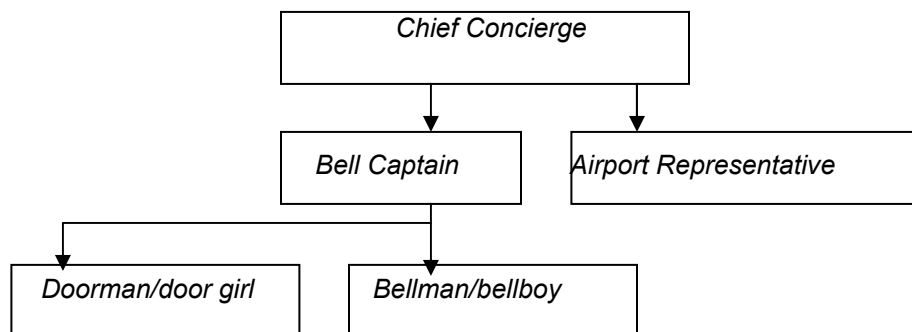 Chief Concierge
Bell Captain
Airport Representative
Doorman/door girl
Bellman/bellboy